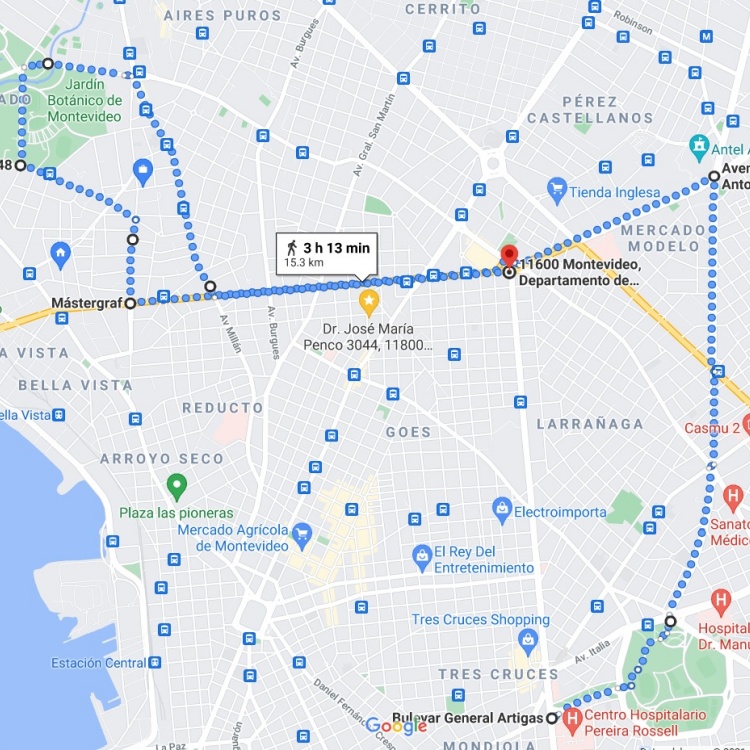 AIRES PUROS
CERRITO
Robinson
M
Av. Burgues
Av. Gral. San Martín
ADO
Jardín
Botánico de
Montevideo
PÉREZ
CASTELLANOS
Antel A
48
Tienda Inglesa
Aven
Anto
MERCADO
MODELO
3 h 13 min
15.3 km
11600 Montevideo,
Departamento de...
Mástergraf
Av. Millán
Av. Burgues
Dr. José María
Penco 3044, 11800...
A VISTA
BELLA VISTA
ella Vista
REDUCTO
GOES
LARRAÑAGA
Casmu 2
ARROYO SECO
Plaza las pioneras
Mercado Agrícola
de Montevideo
Electroimporta
H
Sanato
Médic
El Rey Del
Entretenimiento
Tres Cruces Shopping
H
Hospital
Dr. Manu
Av. Italia
Estación Central
TRES CRUCES
Daniel Fernánd
Crespo
Bulevar General Artigas
H
Centro Hospitalario
Pereira Rossell
Google
MONDIOLA
La Paz